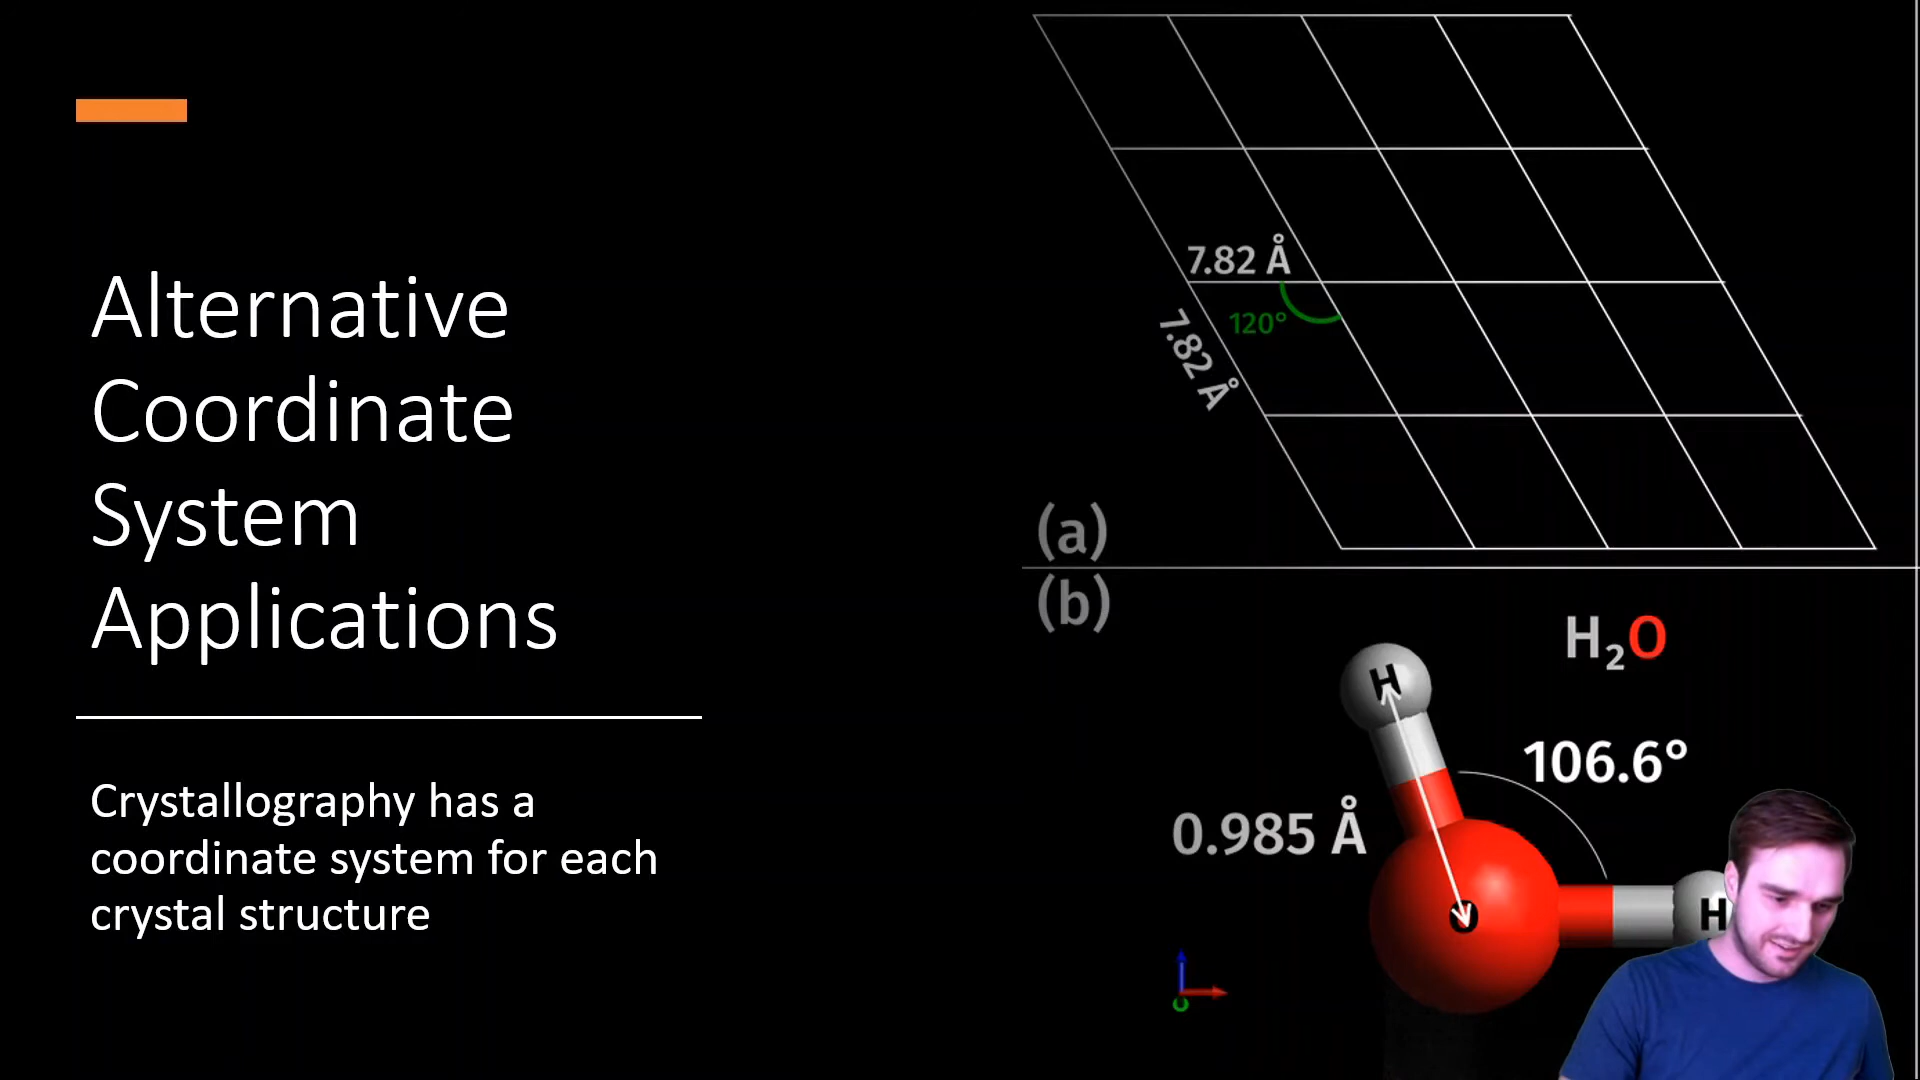 Alternative
Coordinate
System
Applications
Crystallography has a
coordinate system for each
crystal structure
7.82 Å
120°
7.82 Å
(a)
(b)
H₂O
H
106.6°
0.985 Å
O
H